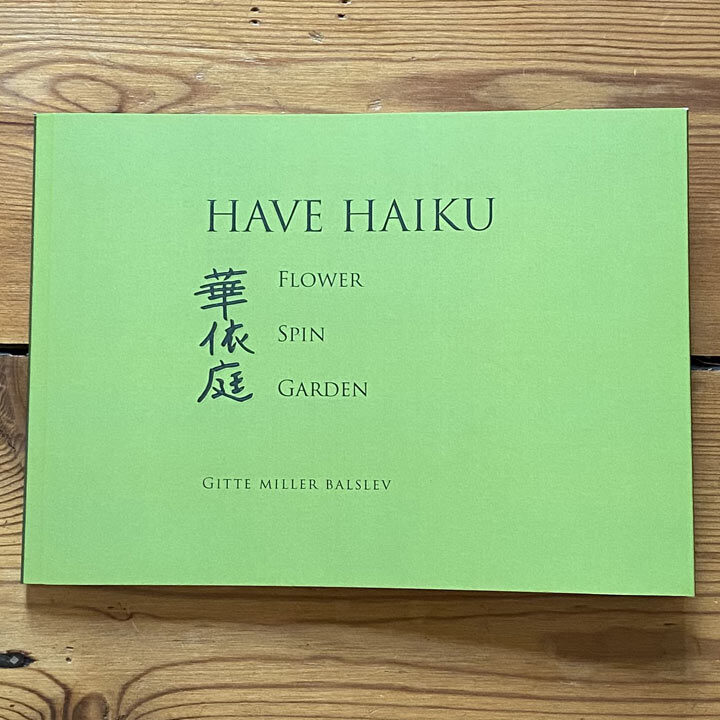 HAVE HAIKU
華 FLOWER
依 SPIN
庭 GARDEN
GITTE MILLER BALSLEV